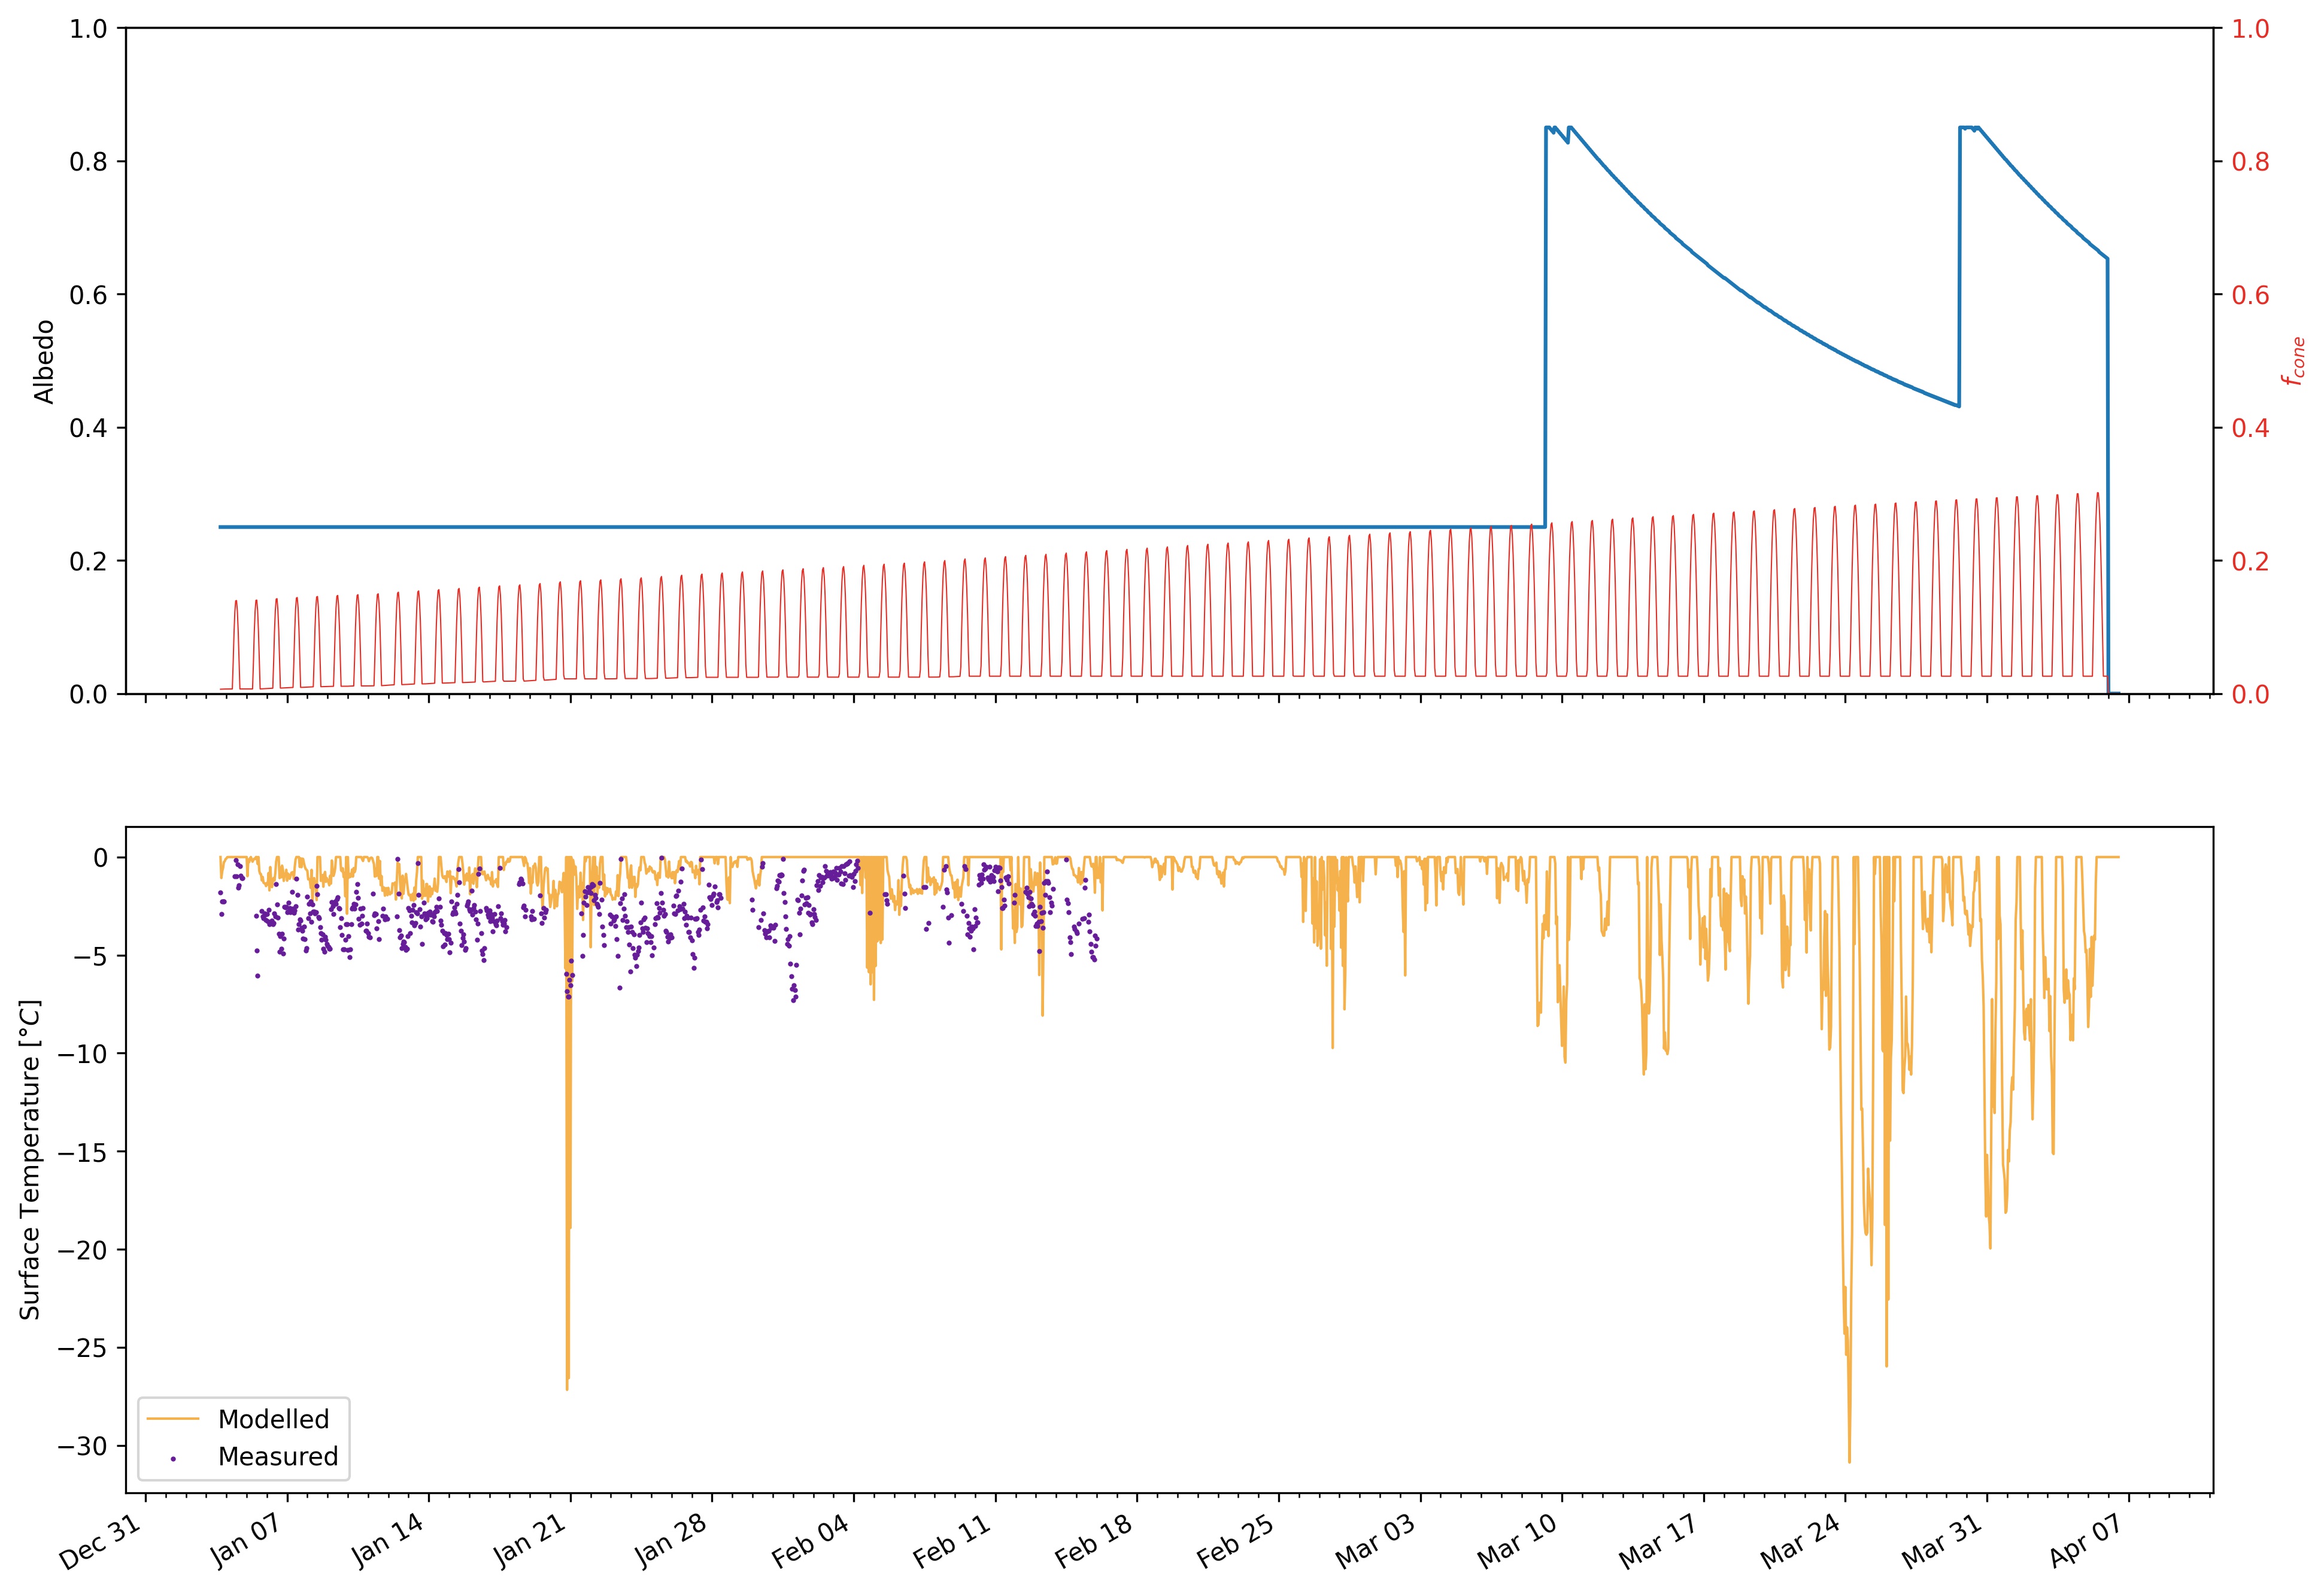 1.0
0.8
0.6
0.4
0.2
0.0
Albedo
1.0
0.8
0.6
0.4
0.2
0.0
f_cone
0
−5
−10
−15
−20
−25
−30
Surface Temperature [°C]
Modelled
Measured
Dec 31
Jan 07
Jan 14
Jan 21
Jan 28
Feb 04
Feb 11
Feb 18
Feb 25
Mar 03
Mar 10
Mar 17
Mar 24
Mar 31
Apr 07